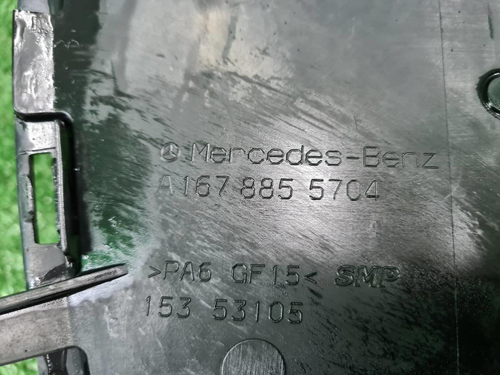 Mercedes-Benz
A167 885 5704
>PA6 GF15< SMP
153 53105